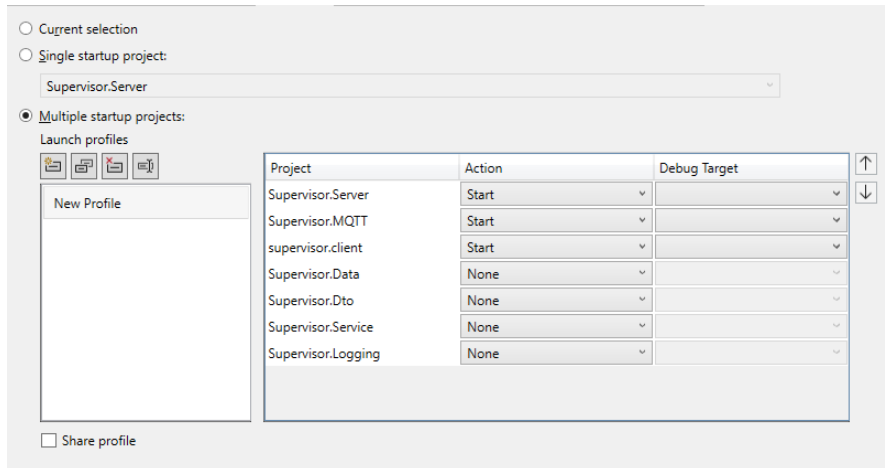 Current selection
Single startup project:
Supervisor.Server
Multiple startup projects:
Launch profiles
New Profile
Project Action Debug Target
Supervisor.Server Start
Supervisor.MQTT Start
supervisor.client Start
Supervisor.Data None
Supervisor.Dto None
Supervisor.Service None
Supervisor.Logging None
Share profile